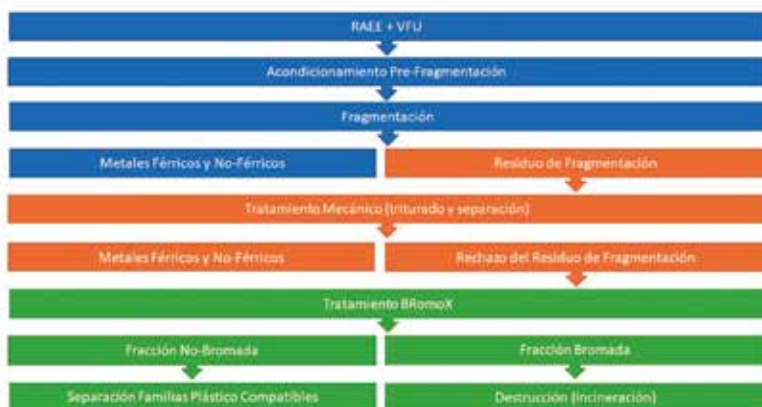 RAEE + VFU
Acondicionamiento Pre-Fragmentación
Fragmentación
Metales Férricos y No-Férricos
Residuo de Fragmentación
Tratamiento Mecánico (triturado y separación)
Metales Férricos y No-Férricos
Rechazo del Residuo de Fragmentación
Tratamiento BRomoX
Fracción No-Bromada
Fracción Bromada
Separación Familias Plástico Compatibles
Destrucción (Incineración)